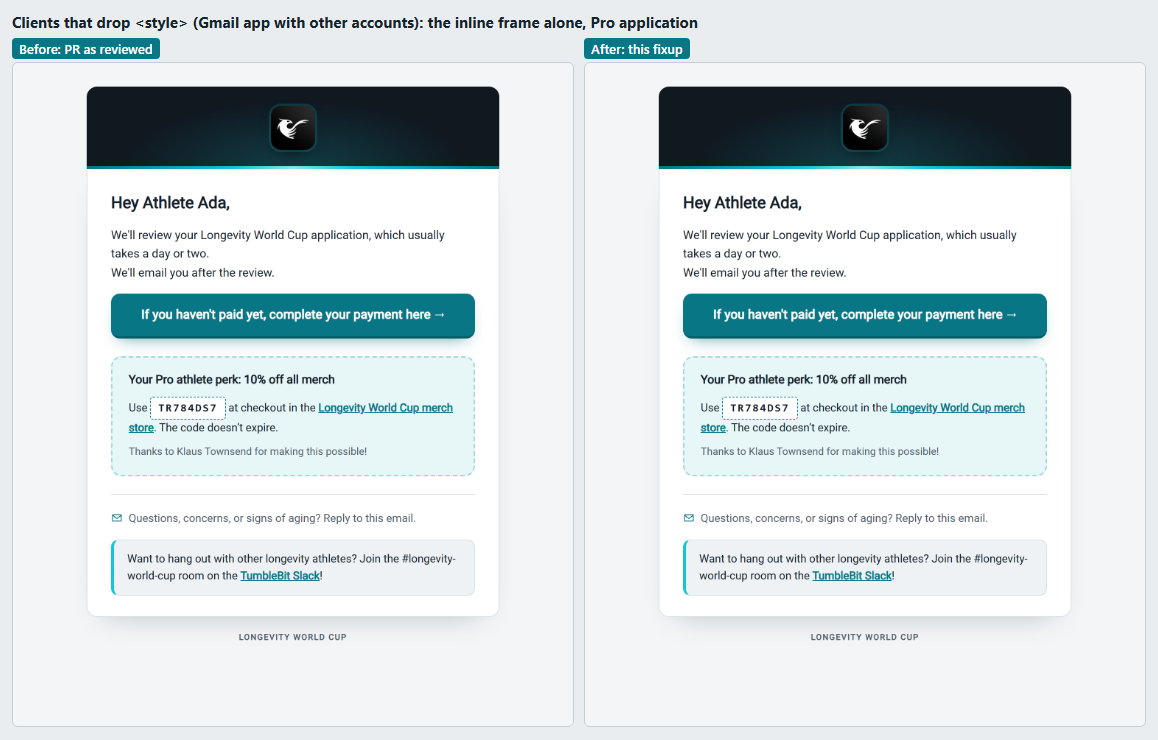 Clients that drop <style> (Gmail app with other accounts): the inline frame alone, Pro application
Before: PR as reviewed
Hey Athlete Ada,
We'll review your Longevity World Cup application, which usually
takes a day or two.
We'll email you after the review.
If you haven't paid yet, complete your payment here →
Your Pro athlete perk: 10% off all merch
Use TR784DS7 at checkout in the Longevity World Cup merch
store. The code doesn't expire.
Thanks to Klaus Townsend for making this possible!
Questions, concerns, or signs of aging? Reply to this email.
Want to hang out with other longevity athletes? Join the #longevity-
world-cup room on the TumbleBit Slack!
LONGEVITY WORLD CUP
After: this fixup
Hey Athlete Ada,
We'll review your Longevity World Cup application, which usually
takes a day or two.
We'll email you after the review.
If you haven't paid yet, complete your payment here →
Your Pro athlete perk: 10% off all merch
Use TR784DS7 at checkout in the Longevity World Cup merch
store. The code doesn't expire.
Thanks to Klaus Townsend for making this possible!
Questions, concerns, or signs of aging? Reply to this email.
Want to hang out with other longevity athletes? Join the #longevity-
world-cup room on the TumbleBit Slack!
LONGEVITY WORLD CUP